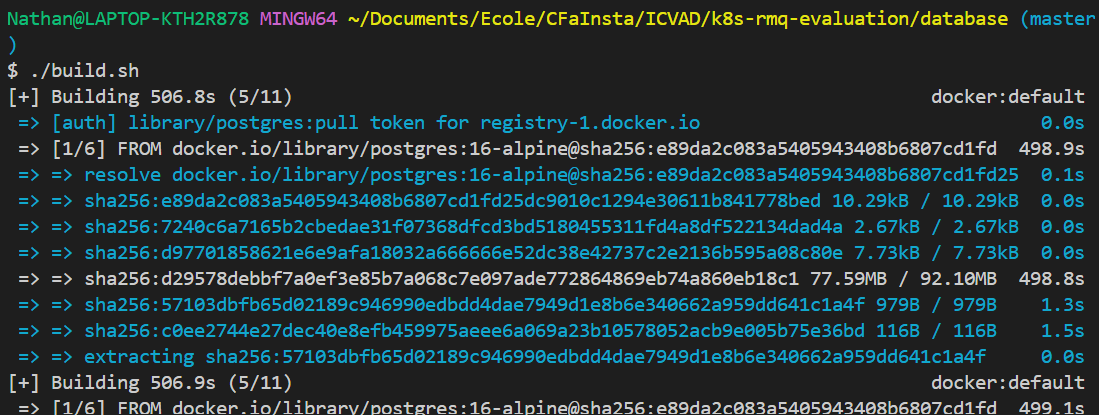 Nathan@LAPTOP-KTH2R878 MINGW64 ~/Documents/Ecole/CFaInsta/ICVAD/k8s-rmq-evaluation/database (master
)
$ ./build.sh
[+] Building 506.8s (5/11) docker:default
=> [auth] library/postgres:pull token for registry-1.docker.io 0.0s
=> [1/6] FROM docker.io/library/postgres:16-alpine@sha256:e89da2c083a5405943408b6807cd1fd 498.9s
=> => resolve docker.io/library/postgres:16-alpine@sha256:e89da2c083a5405943408b6807cd1fd25 0.1s
=> => sha256:e89da2c083a5405943408b6807cd1fd25dc9010c1294e30611b841778bed 10.29kB / 10.29kB 0.0s
=> => sha256:7240c6a7165b2cbedae31f07368dfcd3bd5180455311fd4a8df522134dad4a 2.67kB / 2.67kB 0.0s
=> => sha256:d97701858621e6e9afa18032a666666e52dc38e42737c2e2136b595a08c80e 7.73kB / 7.73kB 0.0s
=> => sha256:d29578debbf7a0ef3e85b7a068c7e097ade772864869eb74a860eb18c1 77.59MB / 92.10MB 498.8s
=> => sha256:57103dbfb65d02189c946990edbdd4dae7949d1e8b6e340662a959dd641c1a4f 979B / 979B 1.3s
=> => sha256:c0ee2744e27dec40e8efb459975aeee6a069a23b10578052acb9e005b75e36bd 116B / 116B 1.5s
=> => extracting sha256:57103dbfb65d02189c946990edbdd4dae7949d1e8b6e340662a959dd641c1a4f 0.0s
[+] Building 506.9s (5/11) docker:default
=> [1/6] FROM docker.io/library/postgres:16-alpine@sha256:e89da2c083a5405943408b6807cd1fd 499.1s